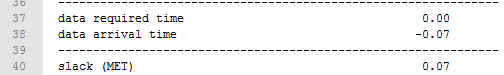 36 --------------------------------------------------------------
37 data required time 0.00
38 data arrival time -0.07
39 --------------------------------------------------------------
40 slack (MET) 0.07